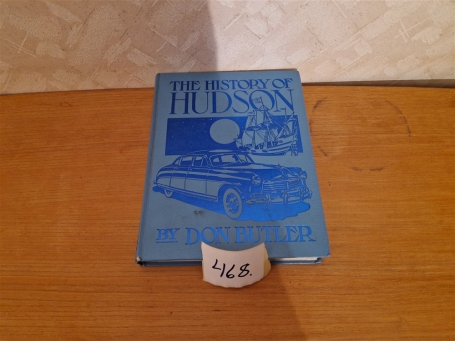 THE HISTORY OF
HUDSON
BY DON BUTLER
468.